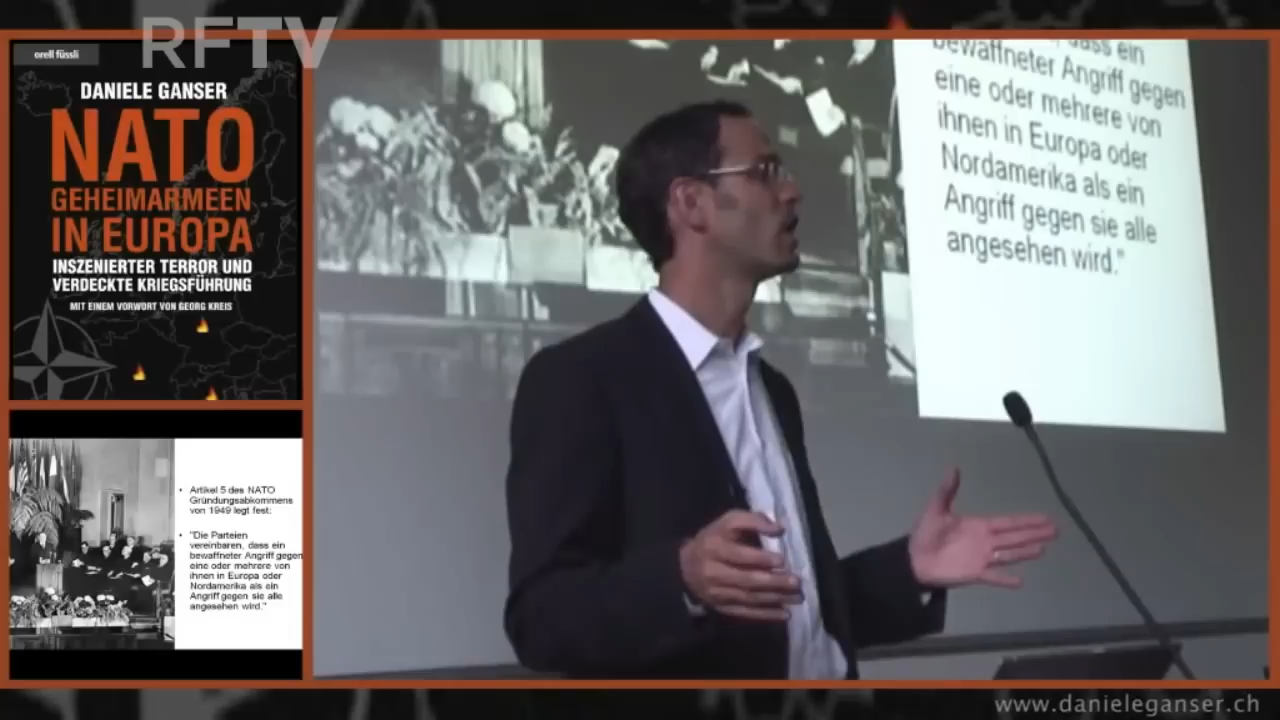 RFTV
orell füssli
DANIELE GANSER
NATO
GEHEIMARMEEN
IN EUROPA
INSZENIERTER TERROR UND
VERDECKTE KRIEGSFÜHRUNG
MIT EINEM VORWORT VON GEORG KREIS
• Artikel 5 des NATO
Gründungsabkommens
von 1949 legt fest:
• "Die Parteien
vereinbaren, dass ein
bewaffneter Angriff gegen
eine oder mehrere von
ihnen in Europa oder
Nordamerika als ein
Angriff gegen sie alle
angesehen wird."
dass ein
bewaffneter Angriff gegen
eine oder mehrere von
ihnen in Europa oder
Nordamerika als ein
Angriff gegen sie alle
angesehen wird."
www.danieleganser.ch